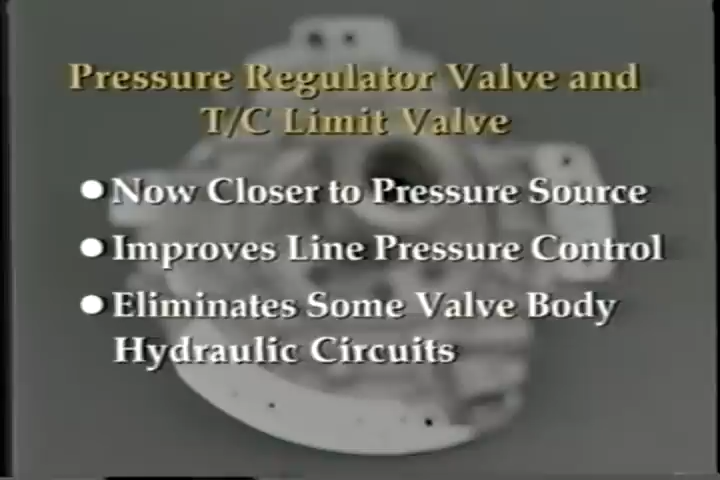 Pressure Regulator Valve and
T/C Limit Valve
● Now Closer to Pressure Source
● Improves Line Pressure Control
● Eliminates Some Valve Body
Hydraulic Circuits